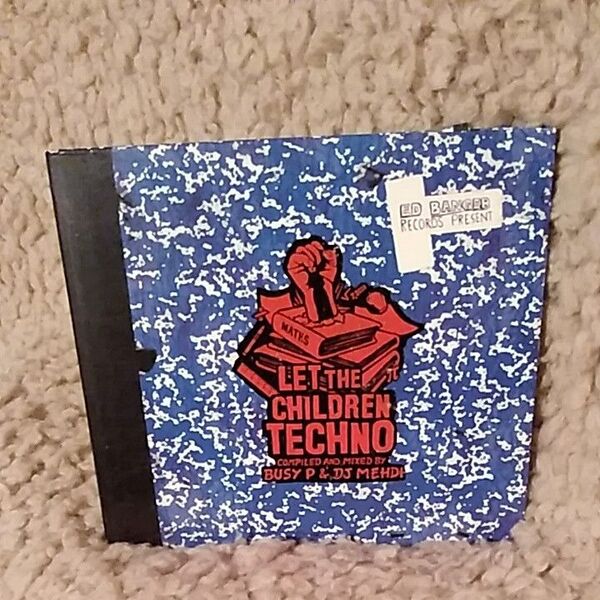 ED BANGER
RECORDS PRESENT
MATHS
π
LET THE
CHILDREN
TECHNO
COMPILED AND MIXED BY
BUSY P & DJ MEHDI